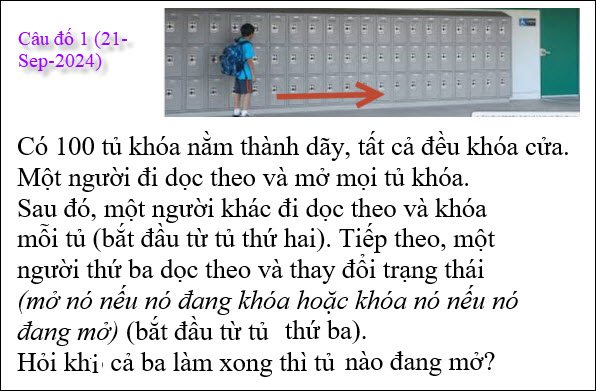 Câu đố 1 (21-
Sep-2024)
Có 100 tủ khóa nằm thành dãy, tất cả đều khóa cửa.
Một người đi dọc theo và mở mọi tủ khóa.
Sau đó, một người khác đi dọc theo và khóa
mỗi tủ (bắt đầu từ tủ thứ hai). Tiếp theo, một
người thứ ba dọc theo và thay đổi trạng thái
(mở nó nếu nó đang khóa hoặc khóa nó nếu nó
đang mở) (bắt đầu từ tủ thứ ba).
Hỏi khi cả ba làm xong thì tủ nào đang mở?